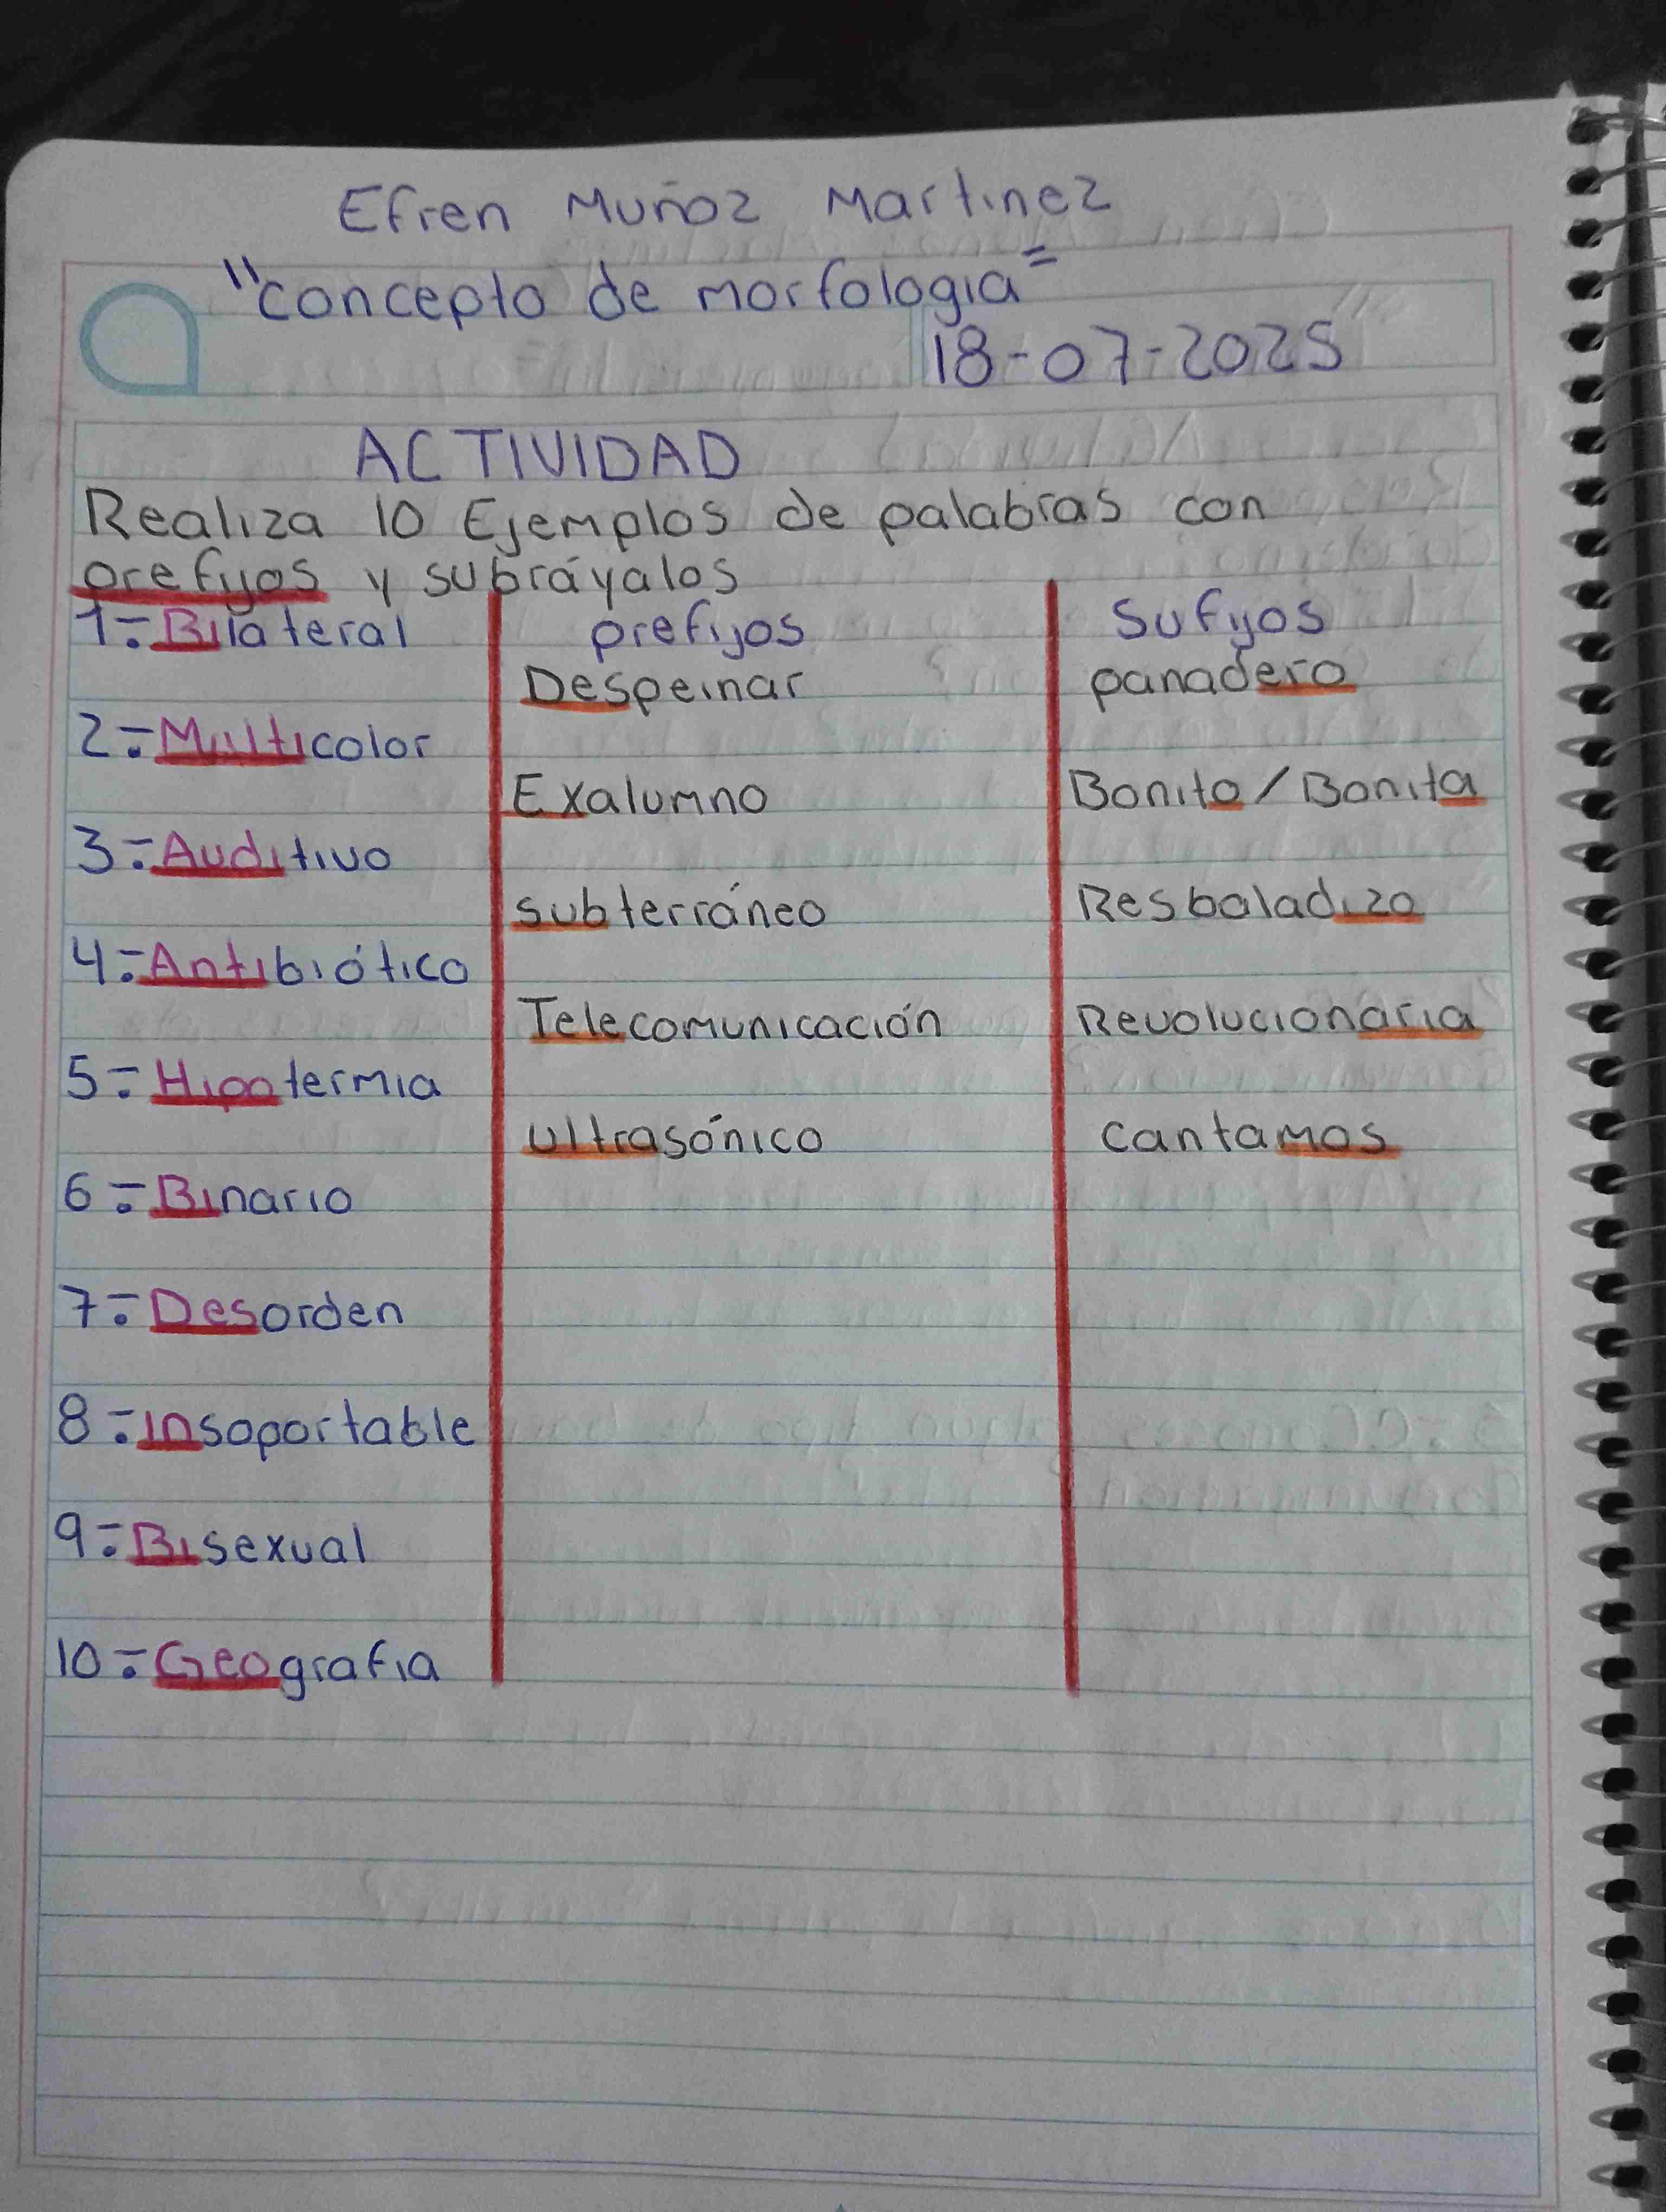 Efren Muñoz Martinez
"concepto de morfologia"
18-07-2025
ACTIVIDAD
Realiza 10 Ejemplos de palabras con
prefijos y subráyalos
1-. Bilateral
2-. Multicolor
3-. Auditivo
4-. Antibiótico
5-. Hipotermia
6-. Binario
7-. Desorden
8-. insoportable
9-. Bisexual
10-. Geografia
prefijos
Despeinar
Exalumno
subterráneo
Telecomunicación
ultrasónico
Sufijos
panadero
Bonito / Bonita
Resbaladizo
Revolucionaria
cantamos